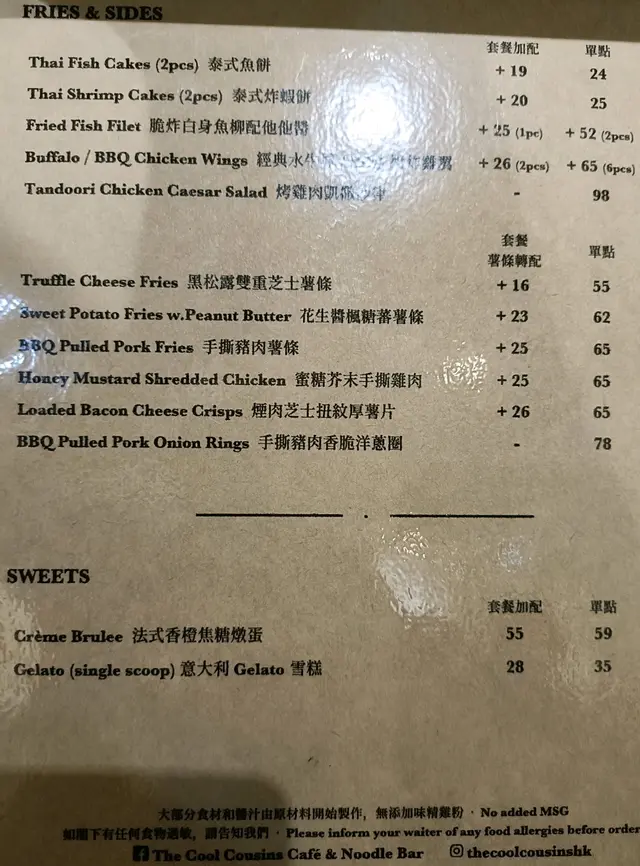 FRIES & SIDES
套餐加配 單點
Thai Fish Cakes (2pcs) 泰式魚餅 + 19 24
Thai Shrimp Cakes (2pcs) 泰式炸蝦餅 + 20 25
Fried Fish Filet 脆炸白身魚柳配他他醬 + 25 (1pc) + 52 (2pcs)
Buffalo / BBQ Chicken Wings 經典水牛 + 26 (2pcs) + 65 (6pcs)
Tandoori Chicken Caesar Salad 烤雞肉凱撒沙律 - 98
套餐
薯條轉配 單點
Truffle Cheese Fries 黑松露雙重芝士薯條 + 16 55
Sweet Potato Fries w.Peanut Butter 花生醬楓糖蕃薯條 + 23 62
BBQ Pulled Pork Fries 手撕豬肉薯條 + 25 65
Honey Mustard Shredded Chicken 蜜糖芥末手撕雞肉 + 25 65
Loaded Bacon Cheese Crisps 煙肉芝士扭紋厚薯片 + 26 65
BBQ Pulled Pork Onion Rings 手撕豬肉香脆洋蔥圈 - 78
SWEETS
套餐加配 單點
Crème Brulee 法式香橙焦糖燉蛋 55 59
Gelato (single scoop) 意大利 Gelato 雪糕 28 35
大部分食材和醬汁由原材料開始製作，無添加味精雞粉 · No added MSG
如閣下有任何食物過敏，請告知我們 · Please inform your waiter of any food allergies before order
The Cool Cousins Café & Noodle Bar thecoolcousinshk